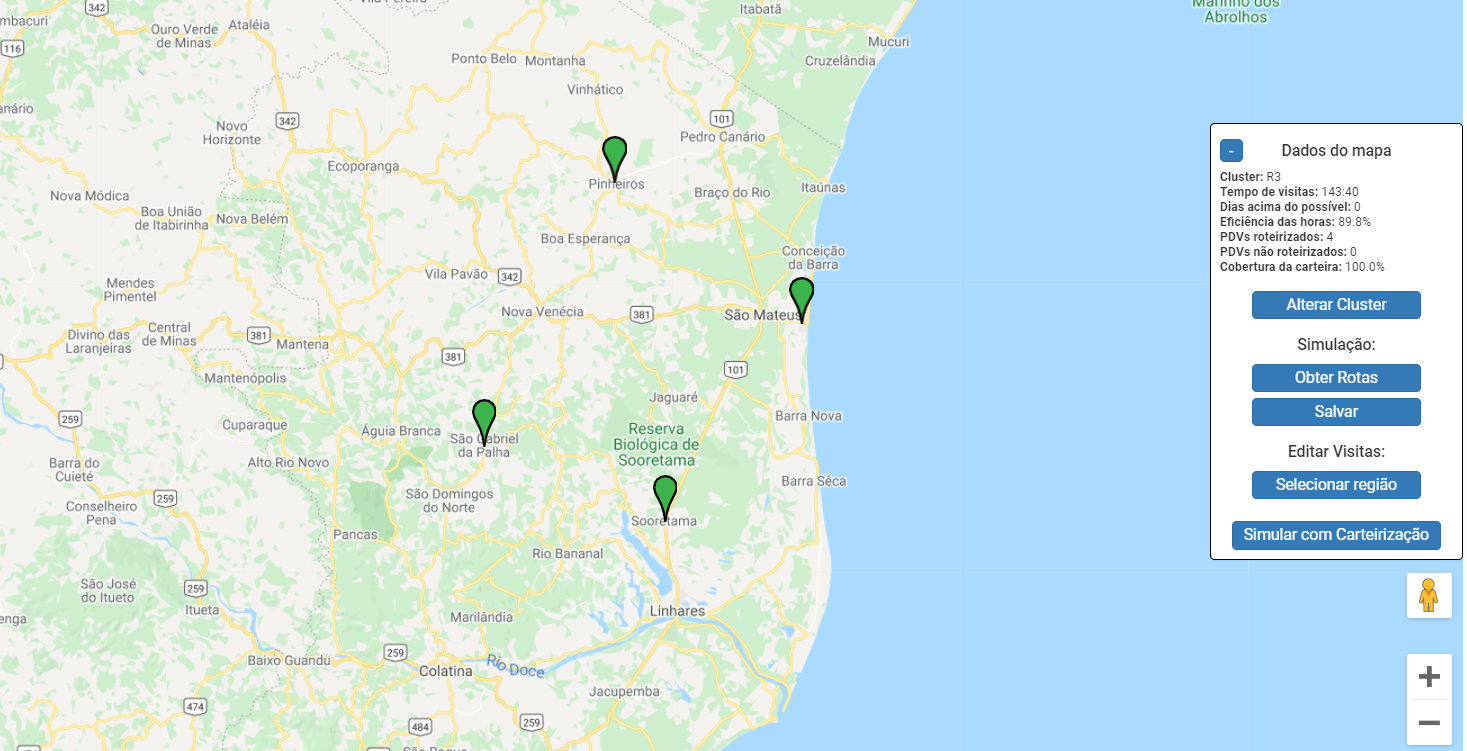 342
Itabatã
Marinho dos
Abrolhos
mbacuri
Ouro Verde
de Minas
Ataléia
116
Mucuri
Ponto Belo
Montanha
Cruzelândia
Vinhático
342
101
Novo
Horizonte
Pedro Canário
Ecoporanga
Pinheiros
Braço do Rio
Itaúnas
Nova Módica
Boa União
de Itabirinha
Nova Belém
Boa Esperança
Conceição
da Barra
Vila Pavão
342
Mendes
Pimentel
Nova Venécia
381
São Mateus
Divino das
Laranjeiras
Central
de Minas
381
Mantena
381
101
Mantenópolis
Jaguaré
259
Cuparaque
Água Branca
São Gabriel
da Palha
Reserva
Biológica de
Sooretama
Barra Nova
Barra do
Cuieté
Alto Rio Novo
Barra Sêca
259
São Domingos
do Norte
Conselheiro
Pena
Sooretama
Pancas
Rio Bananal
São José
do Itueto
259
Itueta
Linhares
Marilândia
259
Baixo Guandu
Colatina
Rio Doce
Jacupemba
474
484
259
-
Dados do mapa
Cluster: R3
Tempo de visitas: 143:40
Dias acima do possível: 0
Eficiência das horas: 89.8%
PDVs roteirizados: 4
PDVs não roteirizados: 0
Cobertura da carteira: 100.0%
Alterar Cluster
Simulação:
Obter Rotas
Salvar
Editar Visitas:
Selecionar região
Simular com Carteirização